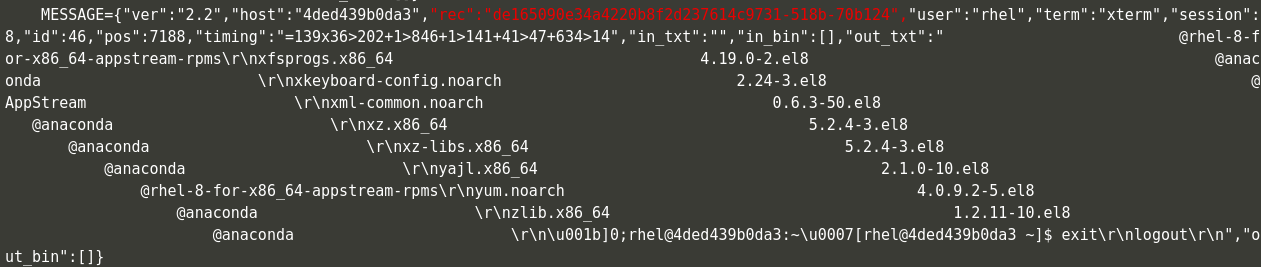 MESSAGE={"ver":"2.2","host":"4ded439b0da3","rec":"de165090e34a4220b8f2d237614c9731-518b-70b124","user":"rhel","term":"xterm","session":
8,"id":46,"pos":7188,"timing":"=139x36>202+1>846+1>141+41>47+634>14","in_txt":"","in_bin":[],"out_txt":" @rhel-8-f
or-x86_64-appstream-rpms\r\nxfsprogs.x86_64 4.19.0-2.el8 @anac
onda \r\nxkeyboard-config.noarch 2.24-3.el8 @
AppStream \r\nxml-common.noarch 0.6.3-50.el8
@anaconda \r\nxz.x86_64 5.2.4-3.el8
@anaconda \r\nxz-libs.x86_64 5.2.4-3.el8
@anaconda \r\nyajl.x86_64 2.1.0-10.el8
@rhel-8-for-x86_64-appstream-rpms\r\nyum.noarch 4.0.9.2-5.el8
@anaconda \r\nzlib.x86_64 1.2.11-10.el8
@anaconda \r\n\u001b]0;rhel@4ded439b0da3:~\u0007[rhel@4ded439b0da3 ~]$ exit\r\nlogout\r\n","o
ut_bin":[]}